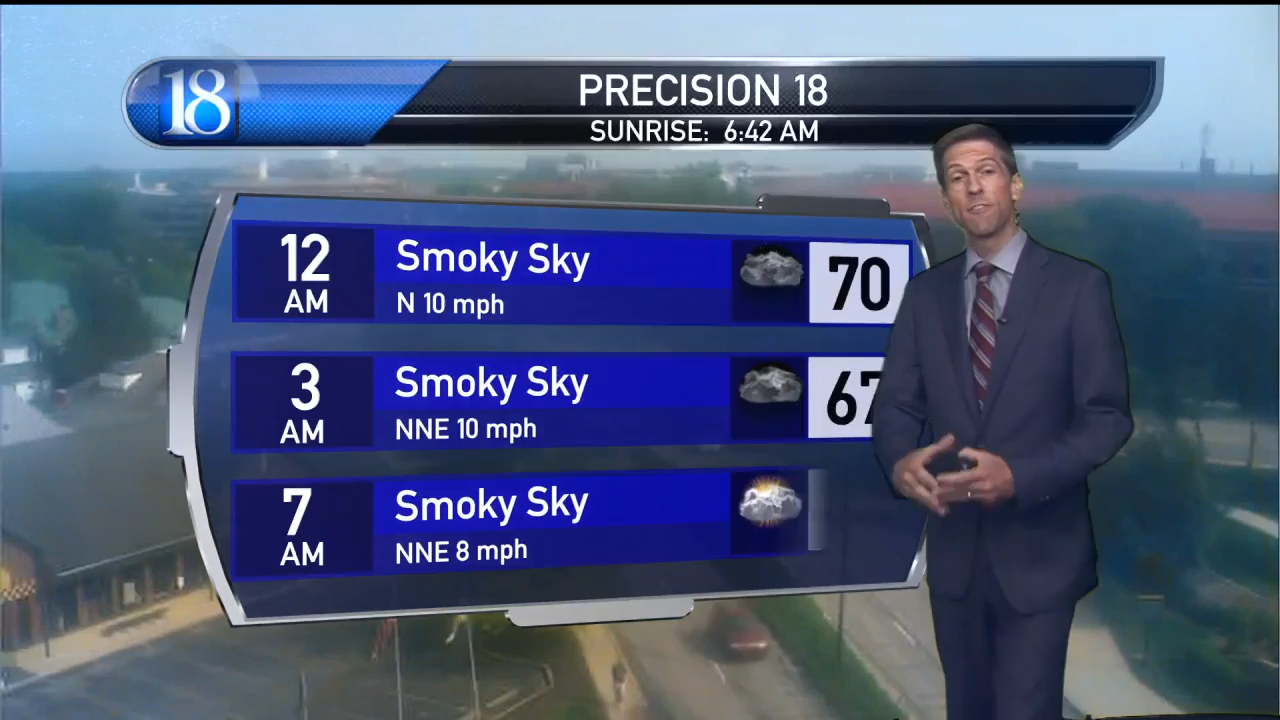 18
PRECISION 18
SUNRISE: 6:42 AM
12
AM
Smoky Sky
N 10 mph
70
3
AM
Smoky Sky
NNE 10 mph
67
7
AM
Smoky Sky
NNE 8 mph